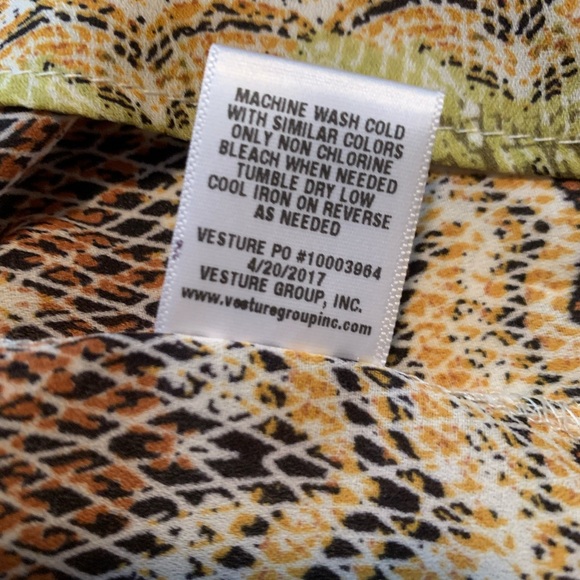 MACHINE WASH COLD
WITH SIMILAR COLORS
ONLY NON CHLORINE
BLEACH WHEN NEEDED
TUMBLE DRY LOW
COOL IRON ON REVERSE
AS NEEDED
VESTURE PO #10003964
4/20/2017
VESTURE GROUP, INC.
www.vesturegroupinc.com